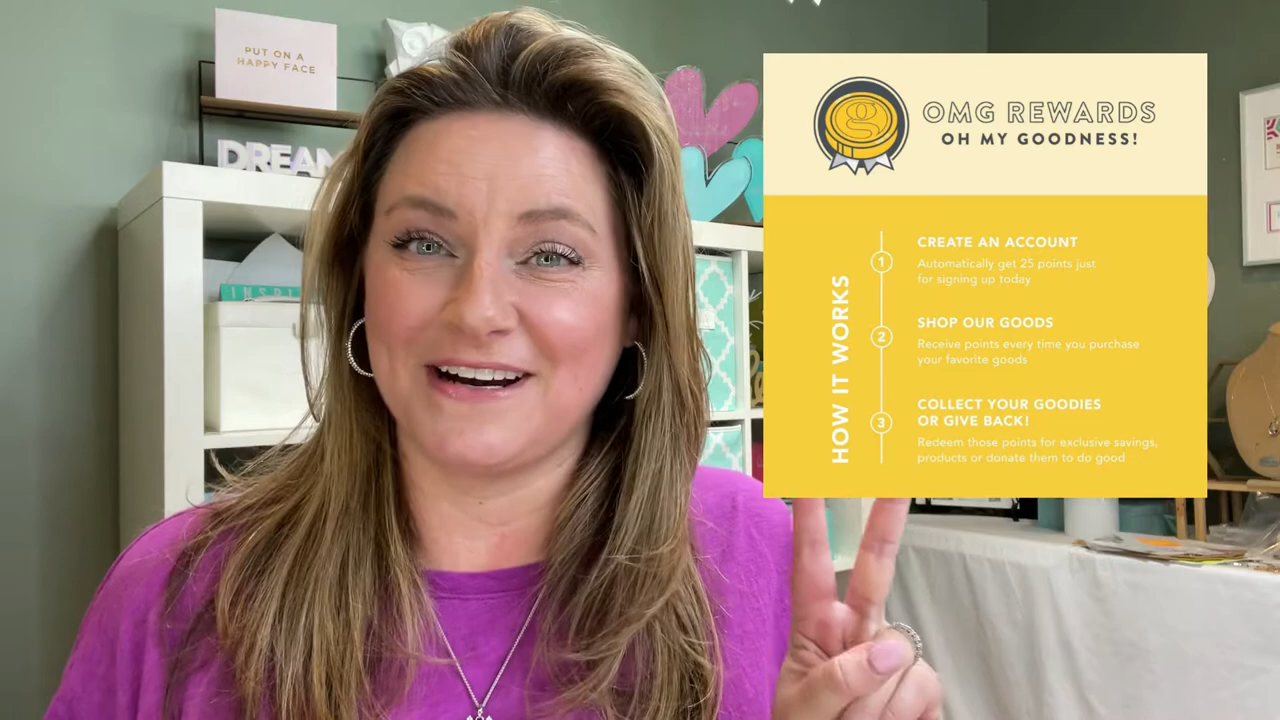 PUT ON A
HAPPY FACE
DREAM
INSPI
OMG REWARDS
OH MY GOODNESS!
HOW IT WORKS
1
CREATE AN ACCOUNT
Automatically get 25 points just
for signing up today
2
SHOP OUR GOODS
Receive points every time you purchase
your favorite goods
3
COLLECT YOUR GOODIES
OR GIVE BACK!
Redeem those points for exclusive savings,
products or donate them to do good